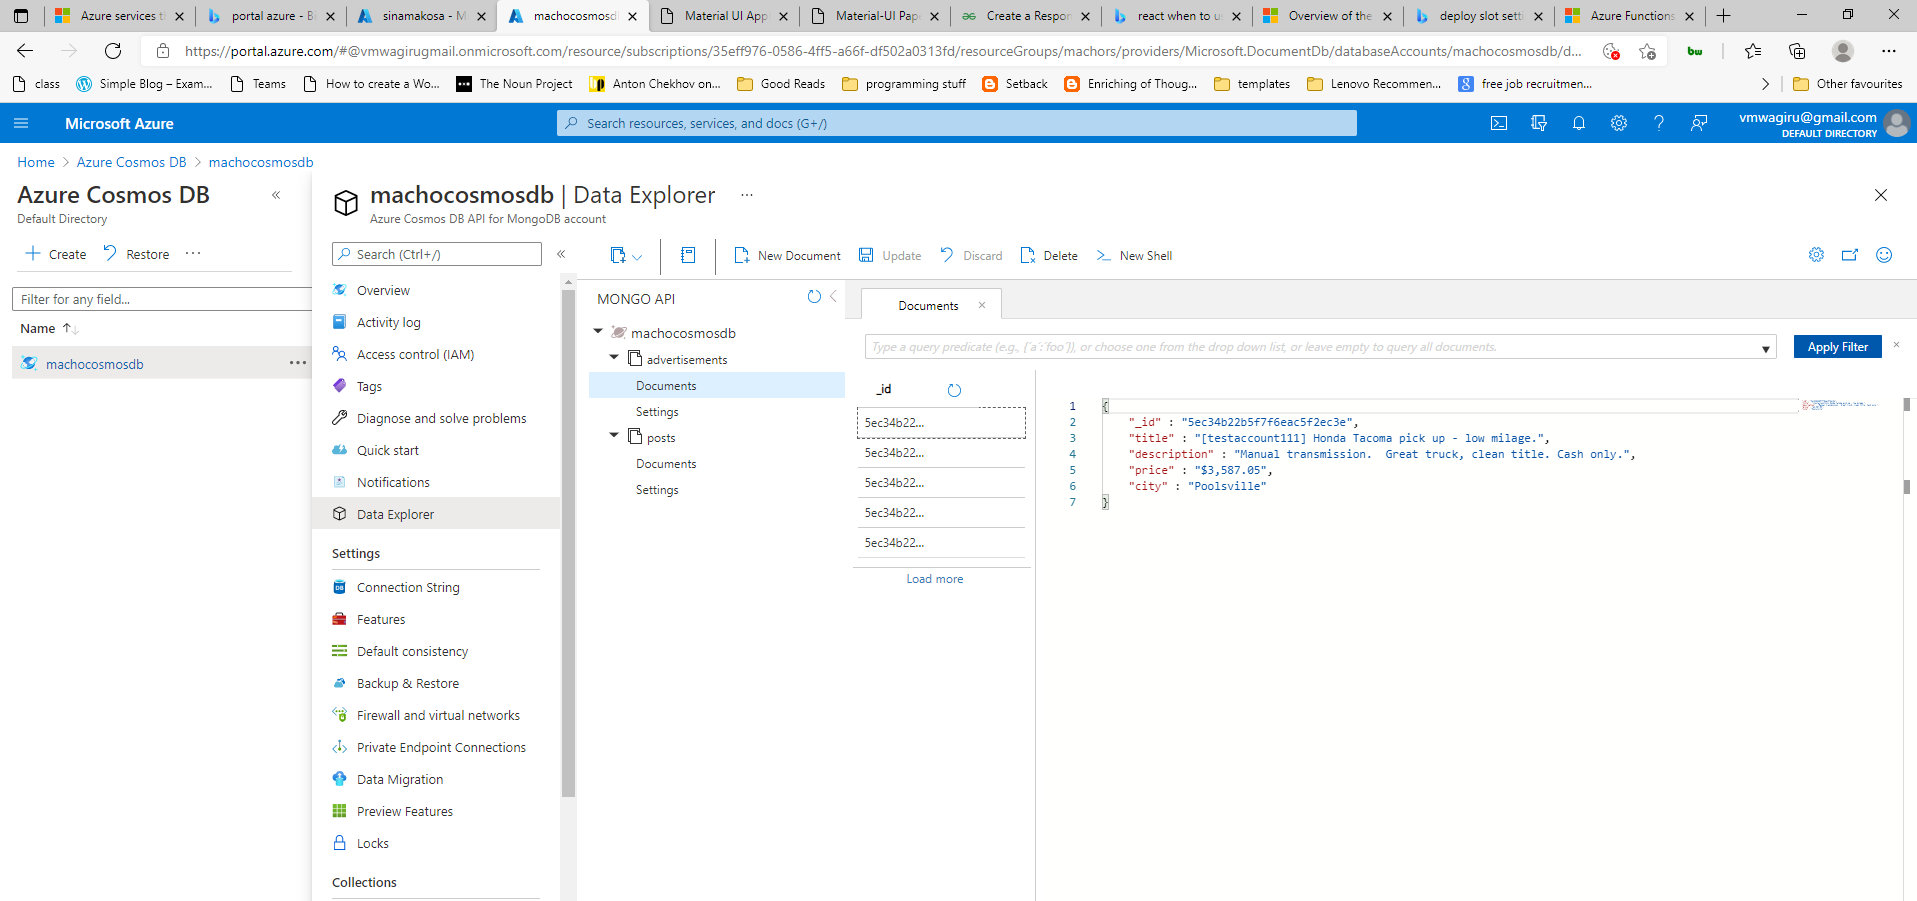 Azure services t
portal azure - B
sinamakosa - M
machocosmosd
Material UI App
Material-UI Pap
Create a Respon
react when to u
Overview of the
deploy slot setti
Azure Functions
https://portal.azure.com/#@vmwagirugmail.onmicrosoft.com/resource/subscriptions/35eff976-0586-4ff5-a66f-df502a0313fd/resourceGroups/machors/providers/Microsoft.DocumentDb/databaseAccounts/machocosmosdb/d...
bw
class
Simple Blog – Exam...
Teams
How to create a Wo...
The Noun Project
Anton Chekhov on...
Good Reads
programming stuff
Setback
Enriching of Thoug...
templates
Lenovo Recommen...
free job recruitmen...
Other favourites
Microsoft Azure
Search resources, services, and docs (G+/)
vmwagiru@gmail.com
DEFAULT DIRECTORY
Home > Azure Cosmos DB > machocosmosdb
Azure Cosmos DB
Default Directory
Create
Restore
Filter for any field...
Name
machocosmosdb
machocosmosdb | Data Explorer
Azure Cosmos DB API for MongoDB account
Search (Ctrl+/)
Overview
Activity log
Access control (IAM)
Tags
Diagnose and solve problems
Quick start
Notifications
Data Explorer
Settings
Connection String
Features
Default consistency
Backup & Restore
Firewall and virtual networks
Private Endpoint Connections
Data Migration
Preview Features
Locks
Collections
New Document
Update
Discard
Delete
New Shell
MONGO API
machocosmosdb
advertisements
Documents
Settings
posts
Documents
Settings
Documents
Type a query predicate (e.g., {´a´:´foo´}), or choose one from the drop down list, or leave empty to query all documents.
Apply Filter
_id
5ec34b22...
5ec34b22...
5ec34b22...
5ec34b22...
5ec34b22...
Load more
1 {
2 "_id" : "5ec34b22b5f7f6eac5f2ec3e",
3 "title" : "[testaccount111] Honda Tacoma pick up - low milage.",
4 "description" : "Manual transmission.  Great truck, clean title. Cash only.",
5 "price" : "$3,587.05",
6 "city" : "Poolsville"
7 }